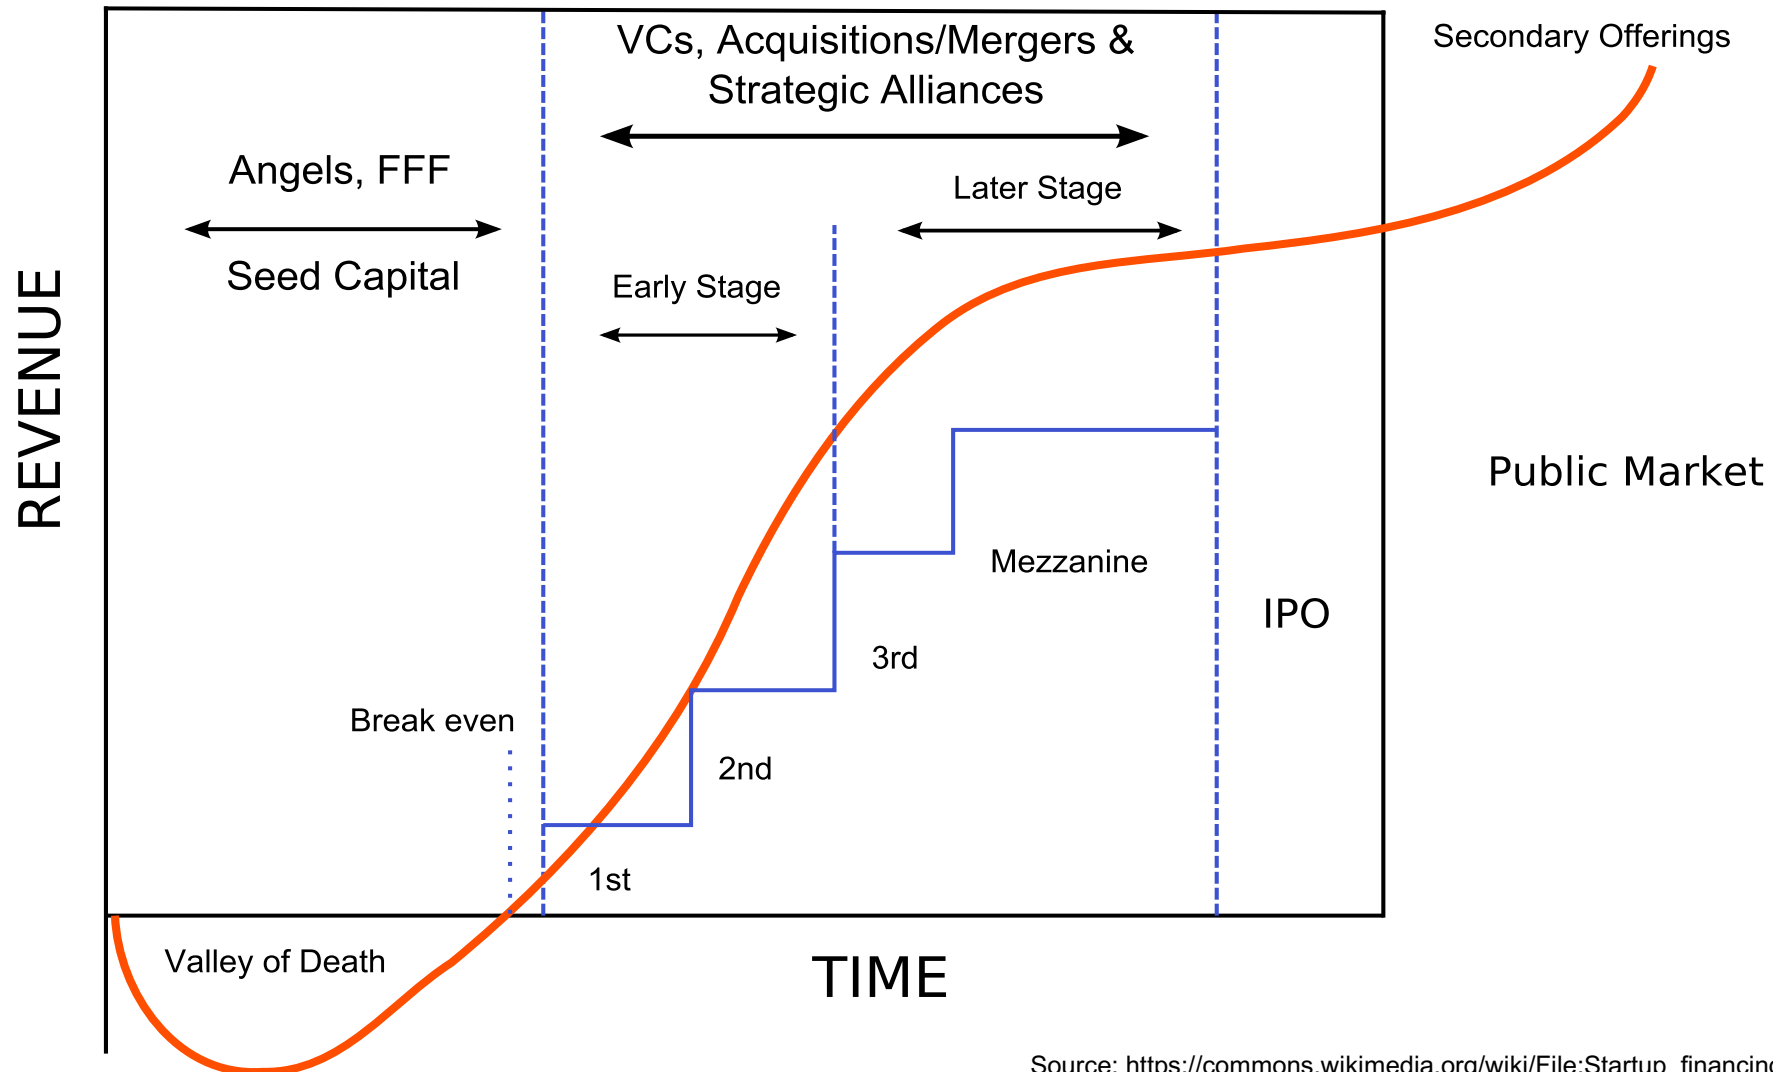 VCs, Acquisitions/Mergers &
Strategic Alliances
Secondary Offerings
Angels, FFF
Seed Capital
Later Stage
Early Stage
REVENUE
Public Market
Mezzanine
IPO
3rd
Break even
2nd
1st
Valley of Death
TIME
Source: https://commons.wikimedia.org/wiki/File:Startup_financing